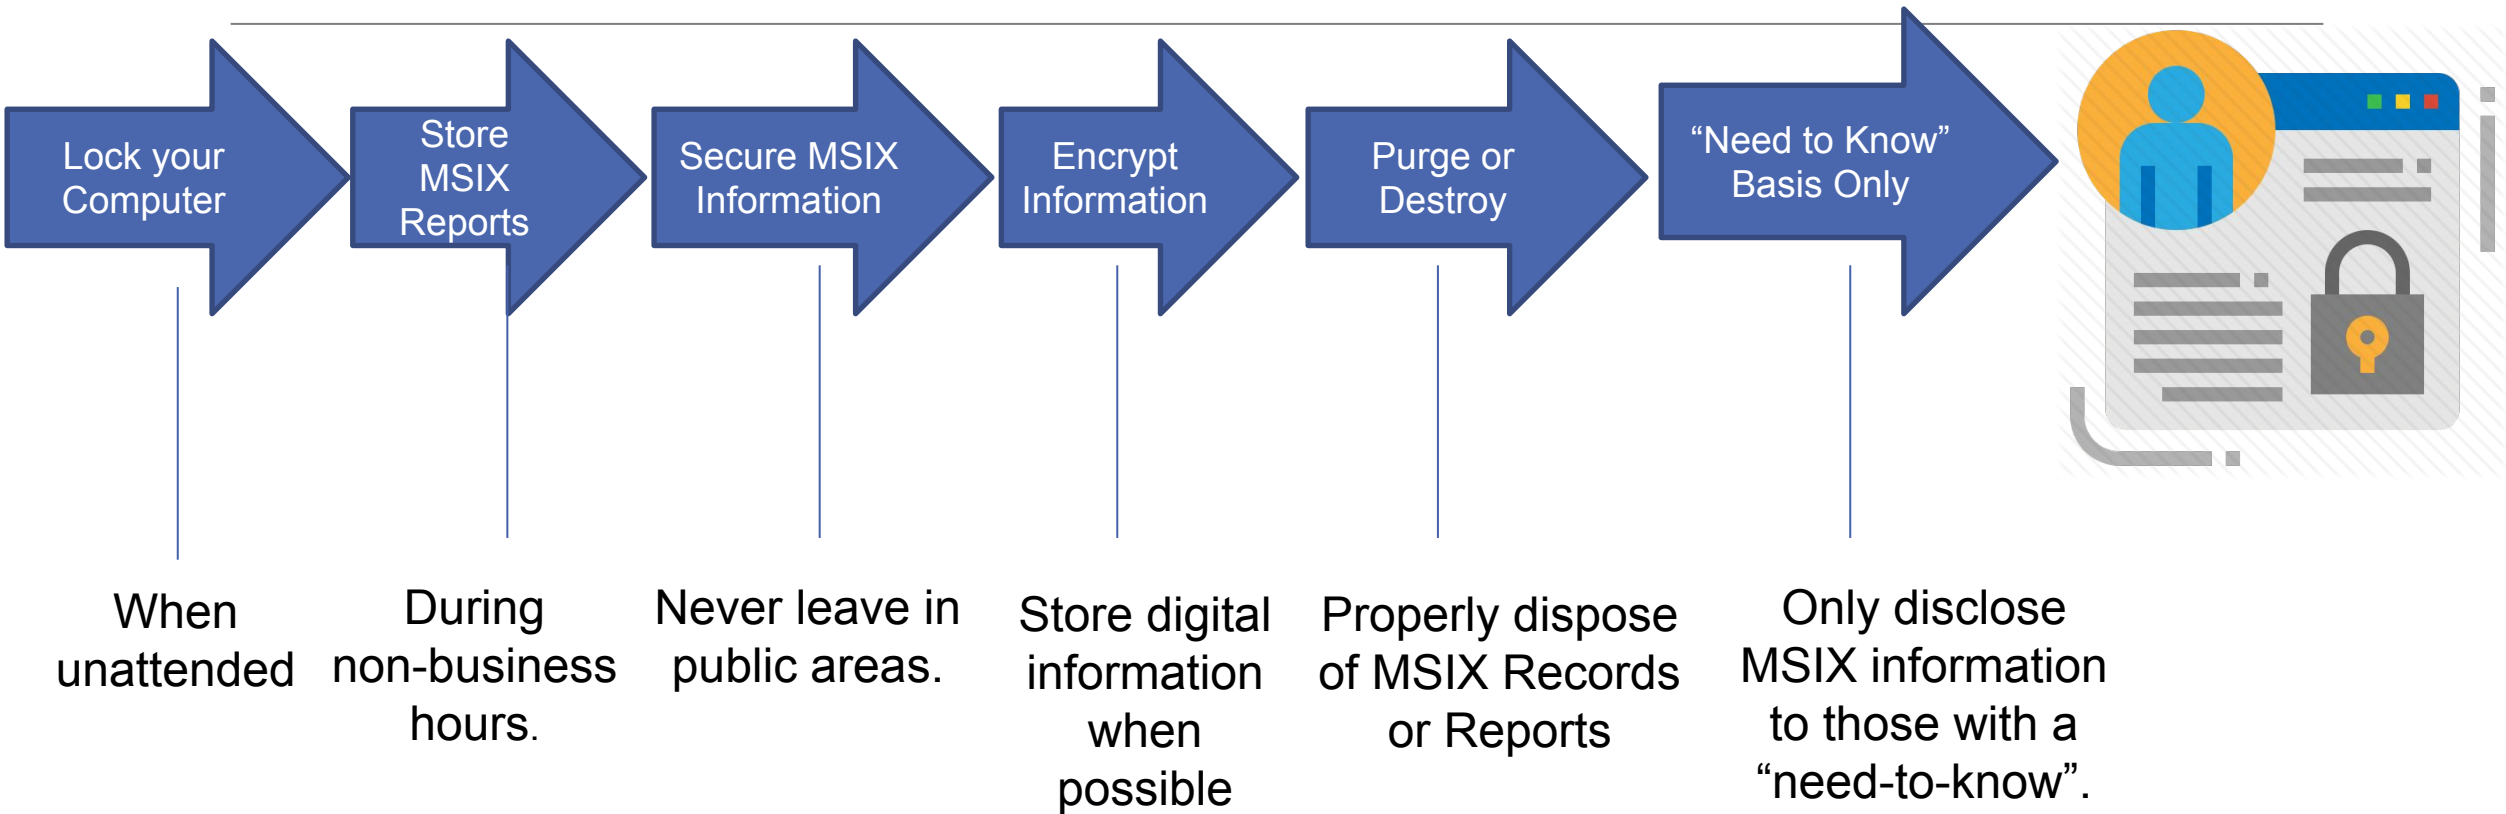 Lock your
Computer
Store
MSIX
Reports
Secure MSIX
Information
Encrypt
Information
Purge or
Destroy
“Need to Know”
Basis Only
When
unattended
During
non-business
hours.
Never leave in
public areas.
Store digital
information
when
possible
Properly dispose
of MSIX Records
or Reports
Only disclose
MSIX information
to those with a
“need-to-know”.